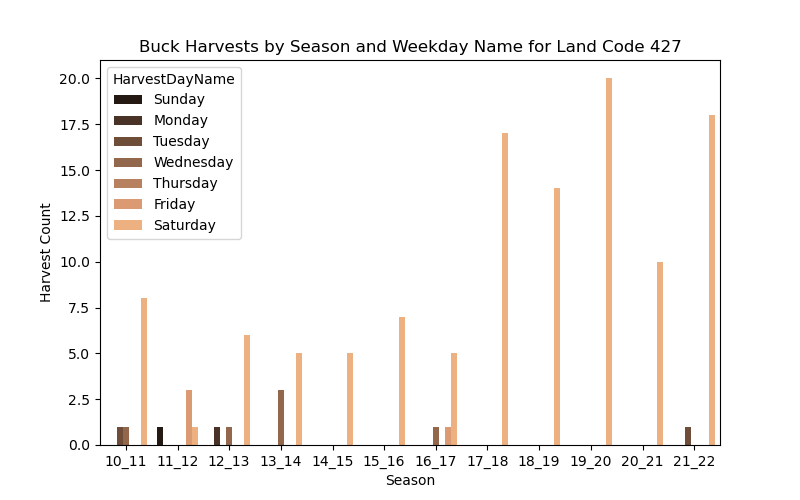 Buck Harvests by Season and Weekday Name for Land Code 427
HarvestDayName
Sunday
Monday
Tuesday
Wednesday
Thursday
Friday
Saturday
Harvest Count
20.0
17.5
15.0
12.5
10.0
7.5
5.0
2.5
0.0
10_11 11_12 12_13 13_14 14_15 15_16 16_17 17_18 18_19 19_20 20_21 21_22
Season